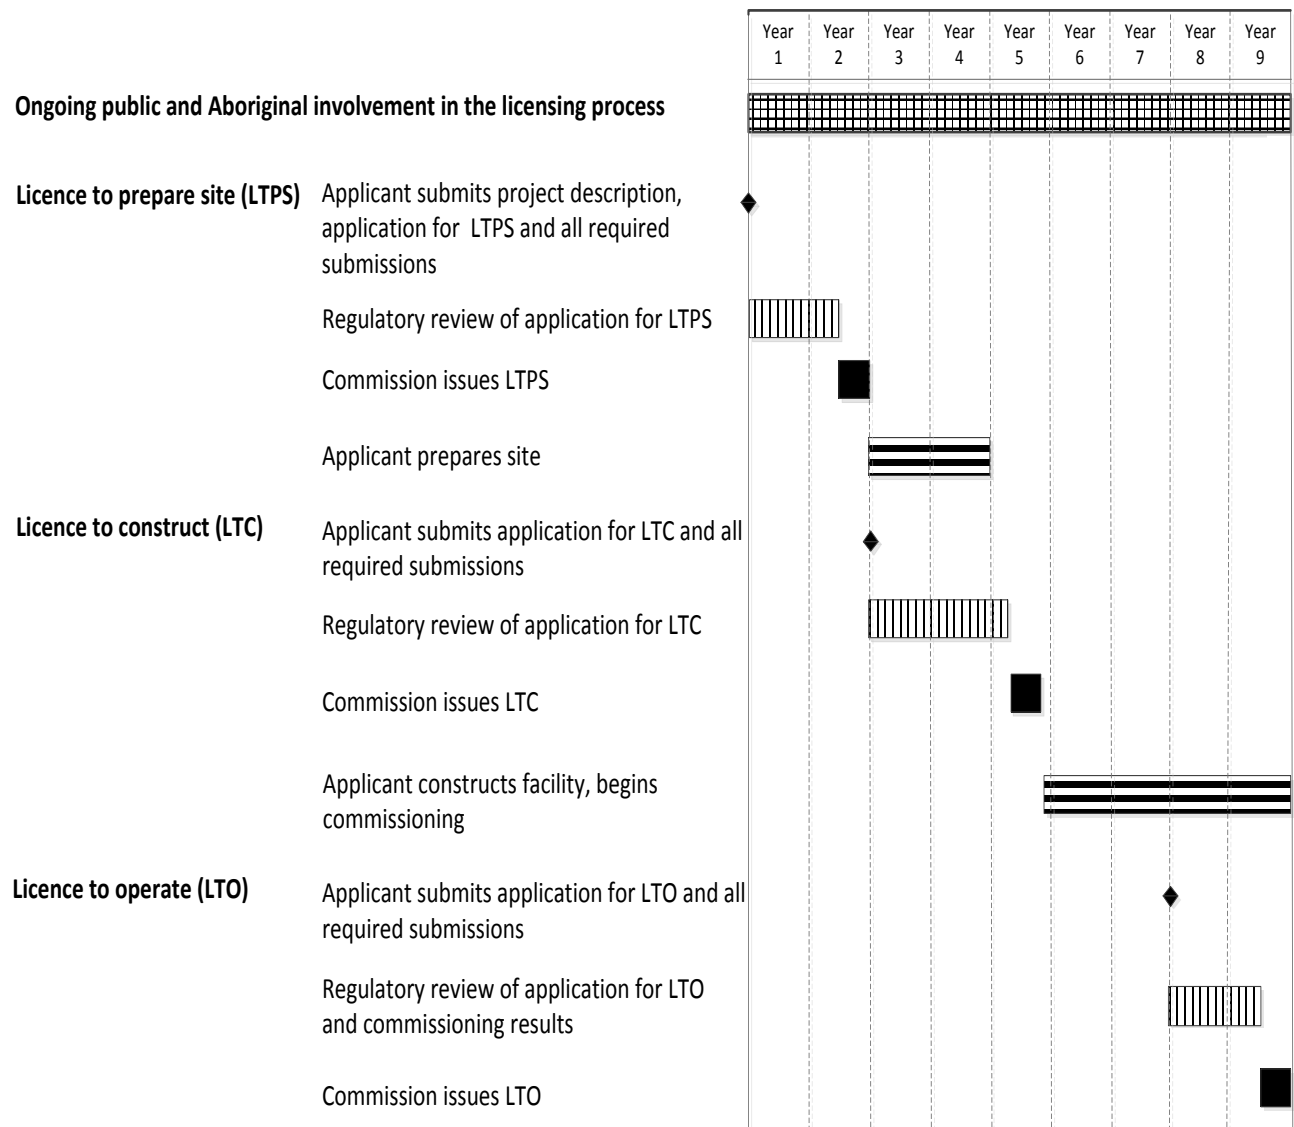 Year Year Year Year Year Year Year Year Year
1 2 3 4 5 6 7 8 9
Ongoing public and Aboriginal involvement in the licensing process
Licence to prepare site (LTPS)
Applicant submits project description,
application for LTPS and all required
submissions
Regulatory review of application for LTPS
Commission issues LTPS
Applicant prepares site
Licence to construct (LTC)
Applicant submits application for LTC and all
required submissions
Regulatory review of application for LTC
Commission issues LTC
Applicant constructs facility, begins
commissioning
Licence to operate (LTO)
Applicant submits application for LTO and all
required submissions
Regulatory review of application for LTO
and commissioning results
Commission issues LTO